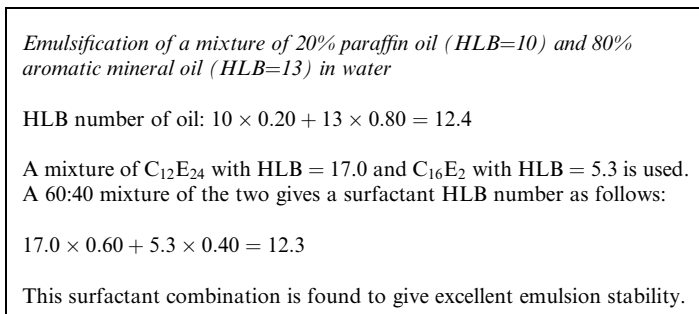 Emulsification of a mixture of 20% paraffin oil (HLB=10) and 80%
aromatic mineral oil (HLB=13) in water
HLB number of oil: 10 × 0.20 + 13 × 0.80 = 12.4
A mixture of C₁₂E₂₄ with HLB = 17.0 and C₁₆E₂ with HLB = 5.3 is used.
A 60:40 mixture of the two gives a surfactant HLB number as follows:
17.0 × 0.60 + 5.3 × 0.40 = 12.3
This surfactant combination is found to give excellent emulsion stability.